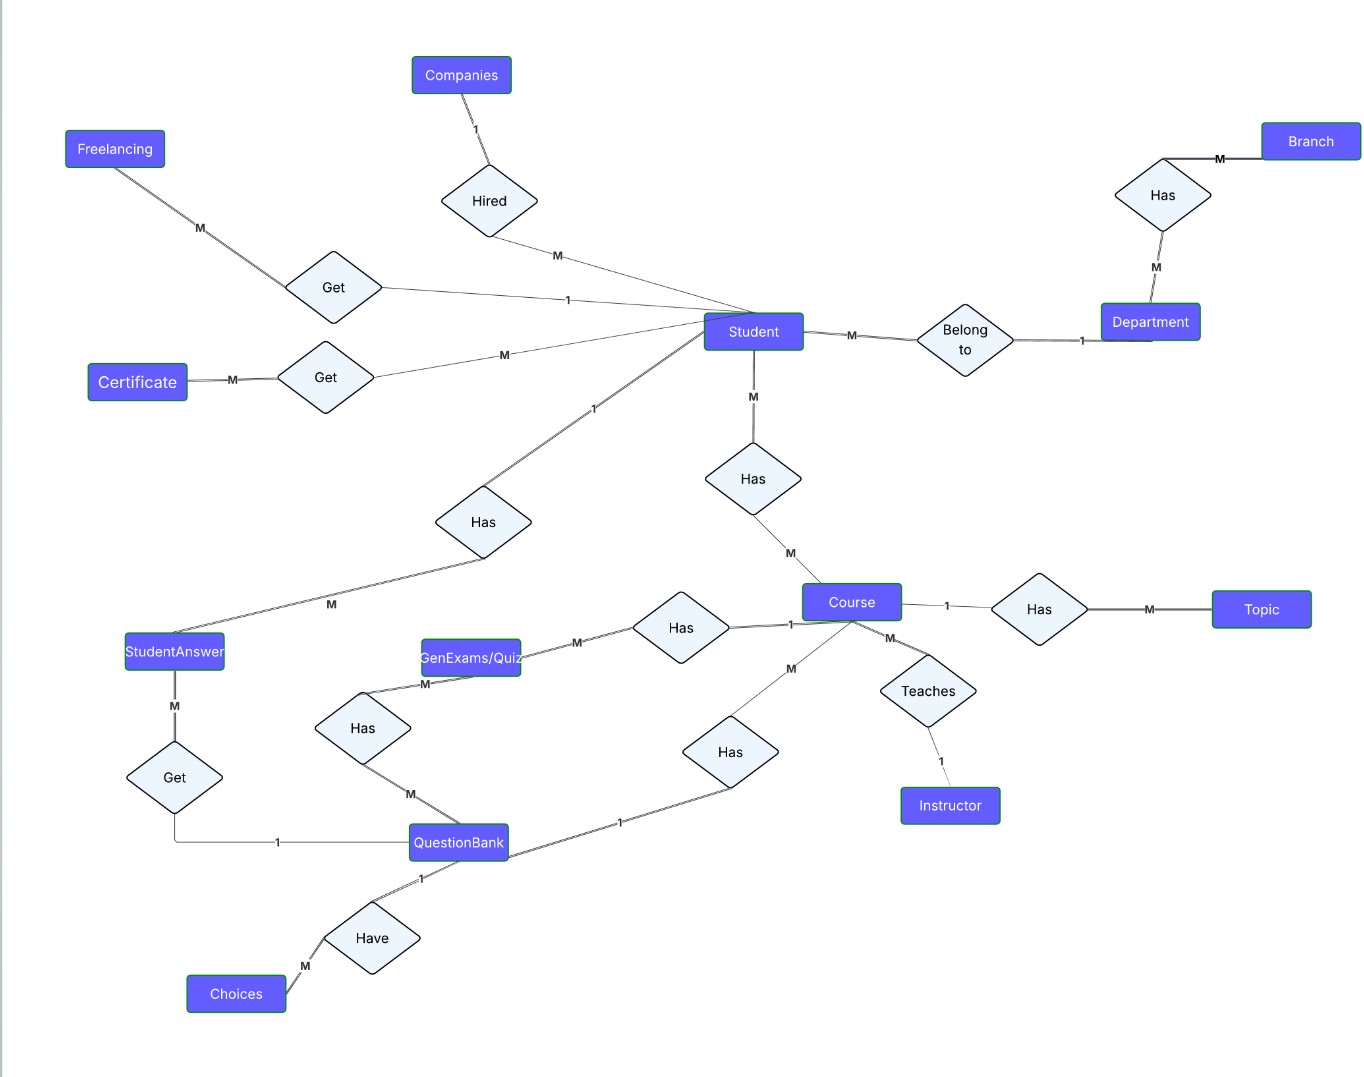 Companies
1
Branch
Freelancing
M
Has
Hired
M
M
M
Get
1
Department
Student
M
Belong
to
1
M
Certificate
M
Get
M
1
Has
Has
M
M
Course
1
Has
M
Topic
1
Has
M
M
StudentAnswer
GenExams/Quiz
M
M
M
Teaches
M
Has
Has
1
Get
M
Instructor
1
1
QuestionBank
1
Have
M
Choices